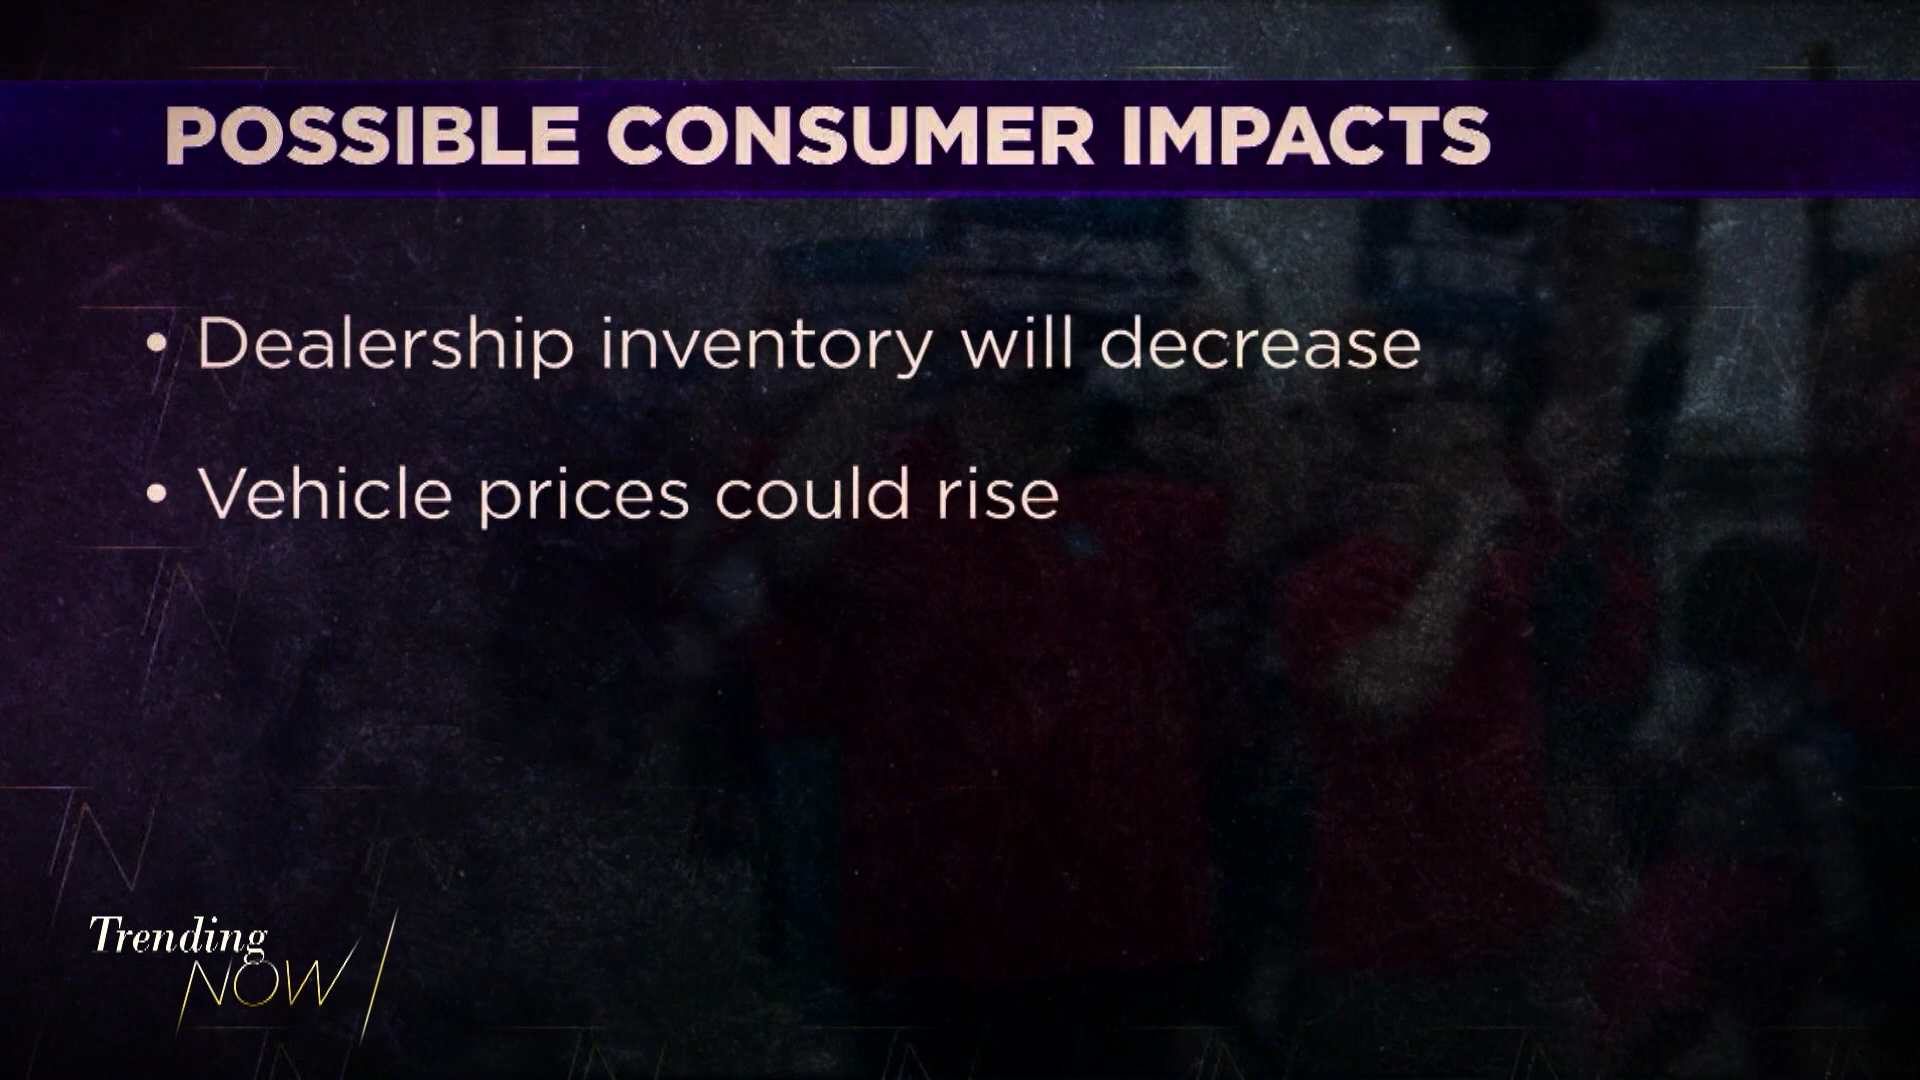 POSSIBLE CONSUMER IMPACTS
• Dealership inventory will decrease
• Vehicle prices could rise
Trending
NOW